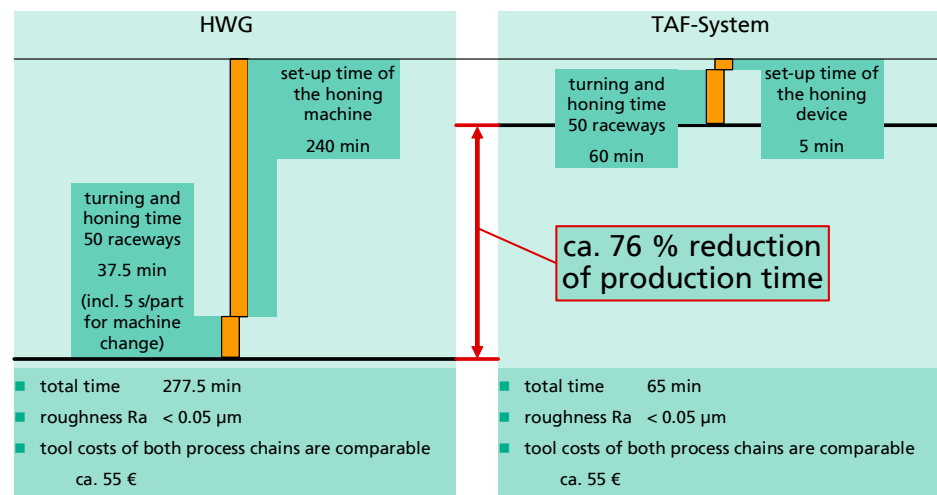 HWG
set-up time of
the honing
machine
240 min
turning and
honing time
50 raceways
37.5 min
(incl. 5 s/part
for machine
change)
total time 277.5 min
roughness Ra < 0.05 µm
tool costs of both process chains are comparable
ca. 55 €
TAF-System
turning and
honing time
50 raceways
60 min
set-up time of
the honing
device
5 min
ca. 76 % reduction
of production time
total time 65 min
roughness Ra < 0.05 µm
tool costs of both process chains are comparable
ca. 55 €